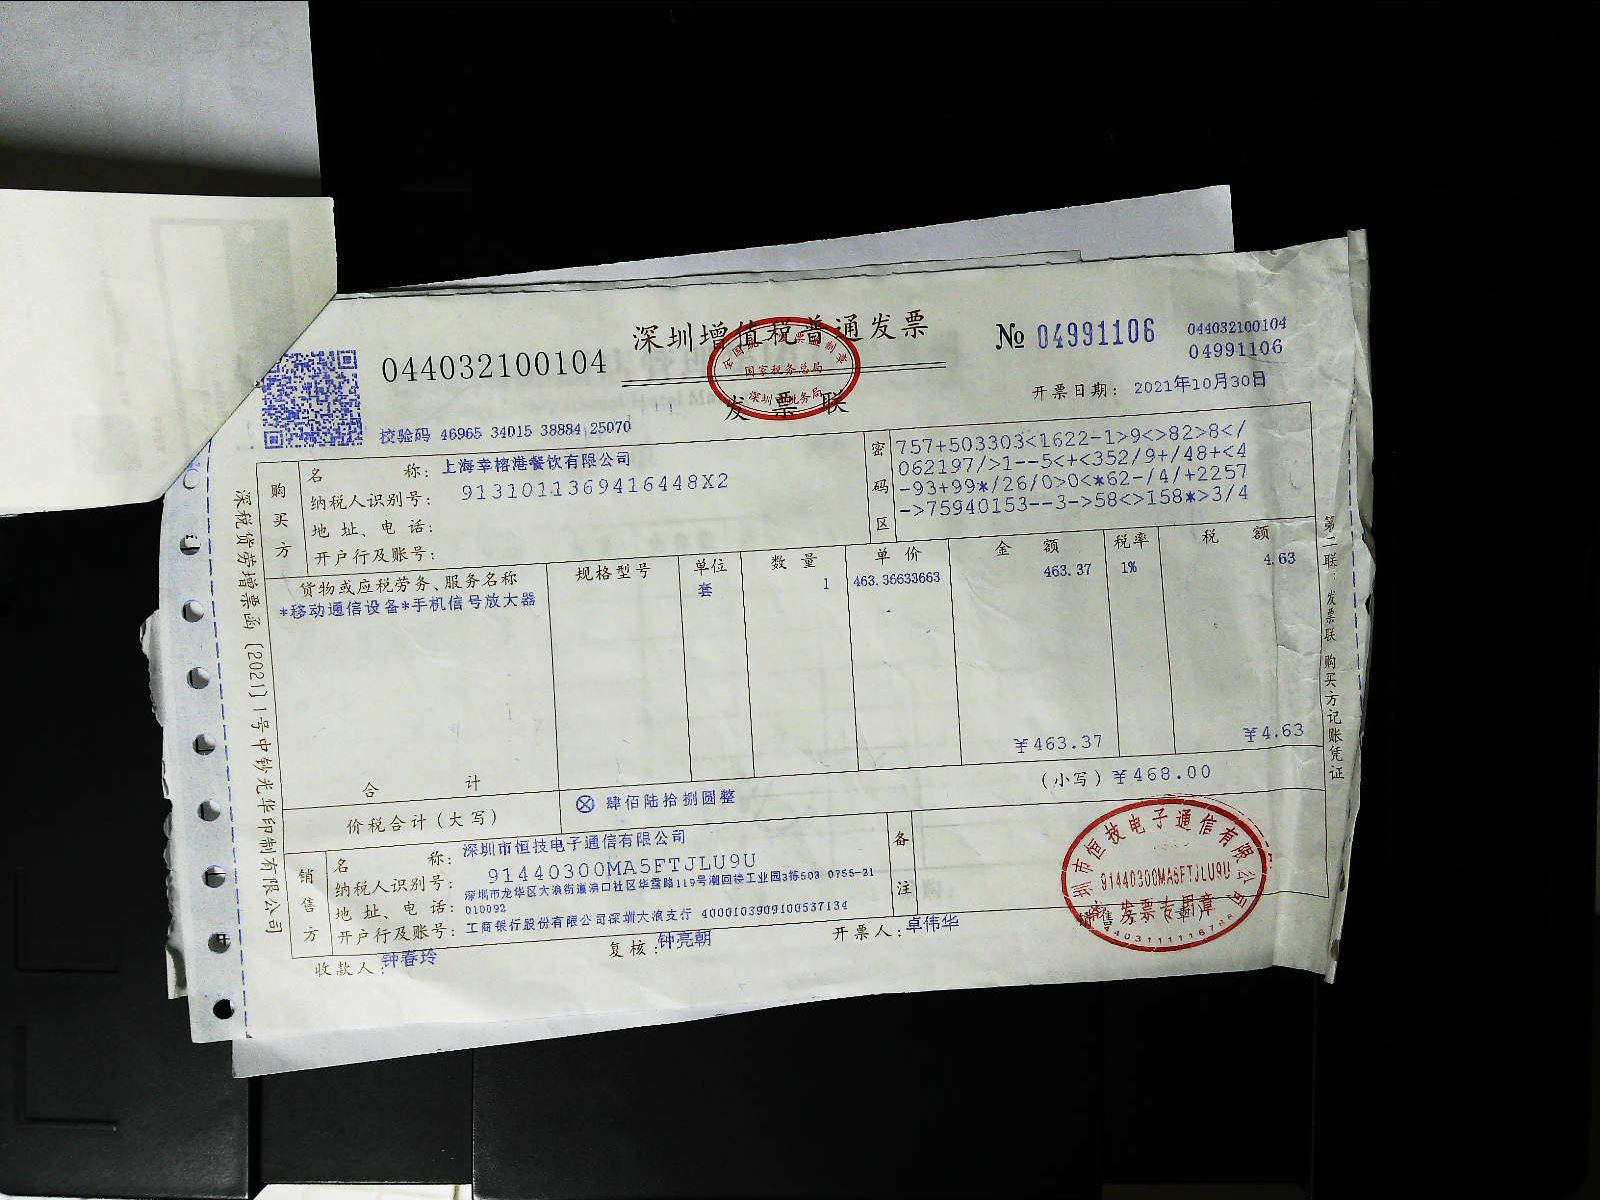 深圳增值税普通发票
发票联
044032100104
№ 04991106
044032100104
04991106
校验码 46965 34015 38884 25070
开票日期: 2021年10月30日
全国统一发票监制章
国家税务总局
深圳 税务局
购买方
名称: 上海幸榕港餐饮有限公司
纳税人识别号: 9131011369416448X2
地址、电话:
开户行及账号:
密码区
757+503303<1622-1>9<>82>8</
062197/>1--5<+<352/9+/48+<4
-93+99*/26/0>0<*62-/4/+2257
->75940153--3->58<>158*>3/4
货物或应税劳务、服务名称 规格型号 单位 数量 单价 金额 税率 税额
*移动通信设备*手机信号放大器 套 1 463.36633663 463.37 1% 4.63
合计 ¥463.37 ¥4.63
价税合计(大写) ⊗ 肆佰陆拾捌圆整 (小写) ¥468.00
销售方
名称: 深圳市恒技电子通信有限公司
纳税人识别号: 91440300MA5FTJLU9U
地址、电话: 深圳市龙华区大浪街道浪口社区华霆路119号潮回楼工业园3栋503 0755-21
010092
开户行及账号: 工商银行股份有限公司深圳大浪支行 4000103909100537134
备注
收款人: 钟春玲 复核: 钟亮朝 开票人: 卓伟华 销售方:(章)
深圳市恒技电子通信有限公司
91440300MA5FTJLU9U
发票专用章
深税货劳增票函〔2021〕1号中钞光华印制有限公司
第二联:发票联 购买方记账凭证